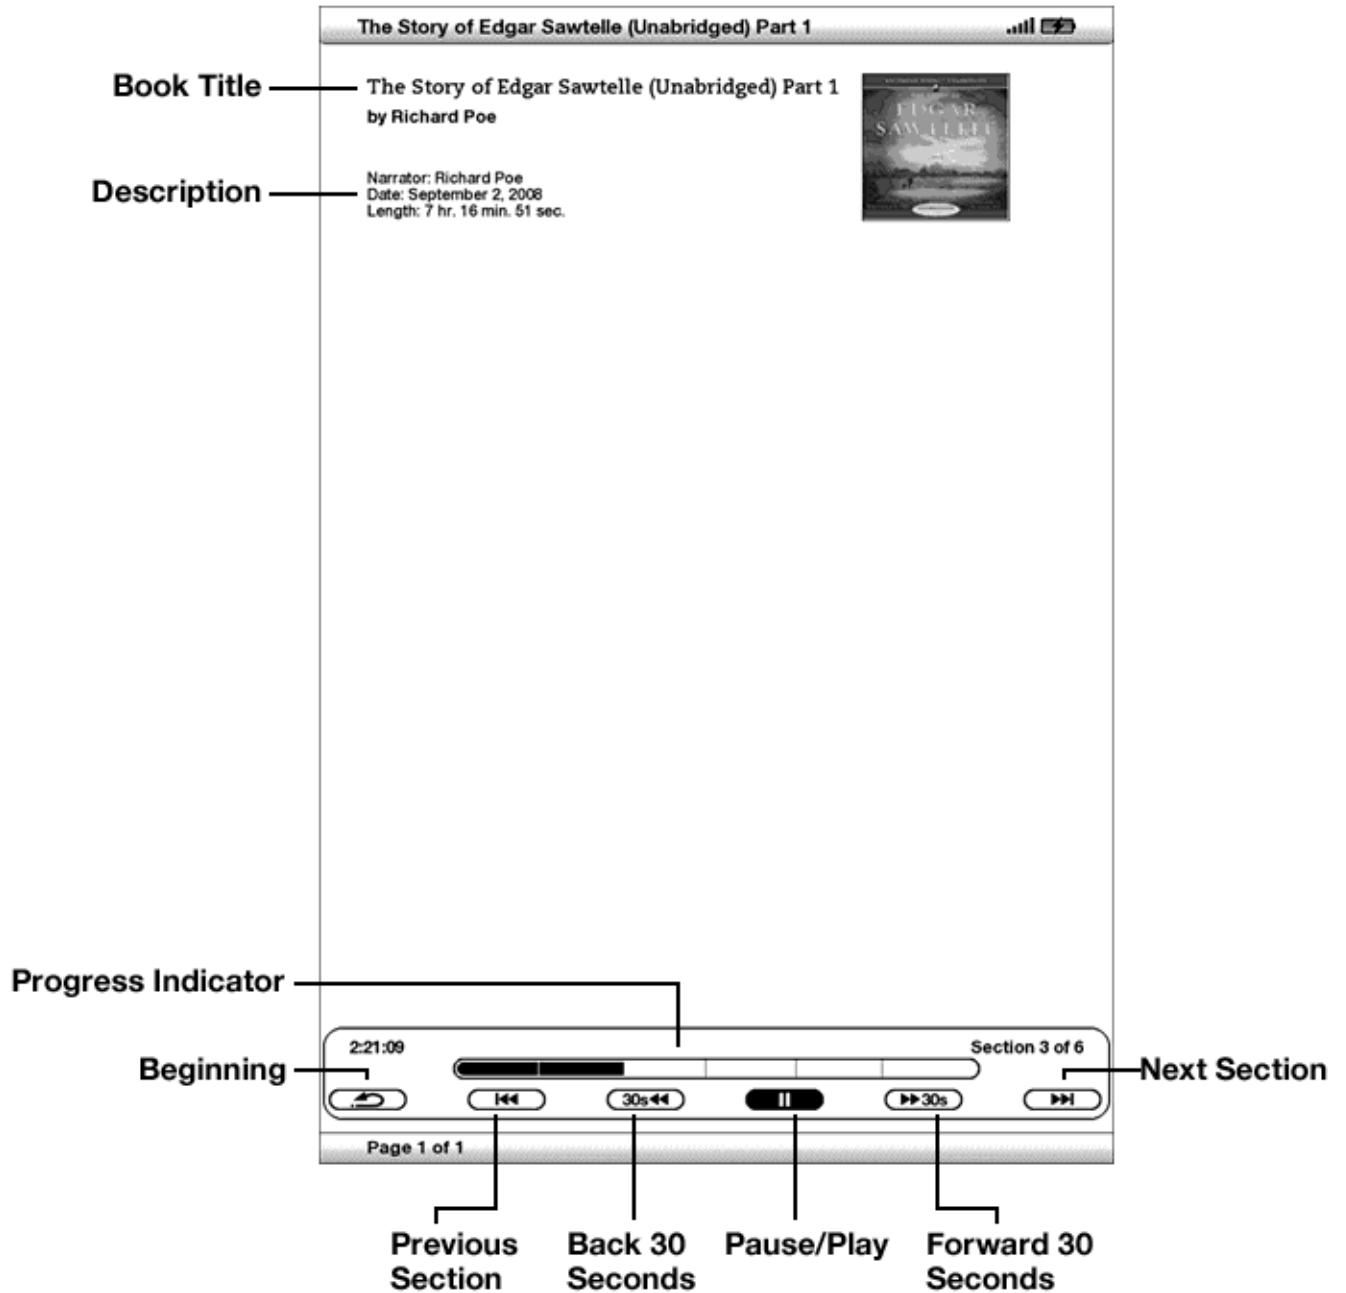 The Story of Edgar Sawtelle (Unabridged) Part 1
Book Title
The Story of Edgar Sawtelle (Unabridged) Part 1
by Richard Poe
EDGAR
SAWTELLE
Description
Narrator: Richard Poe
Date: September 2, 2008
Length: 7 hr. 16 min. 51 sec.
Progress Indicator
2:21:09
Section 3 of 6
Beginning
Next Section
30s
30s
Page 1 of 1
Previous
Section
Back 30
Seconds
Pause/Play
Forward 30
Seconds